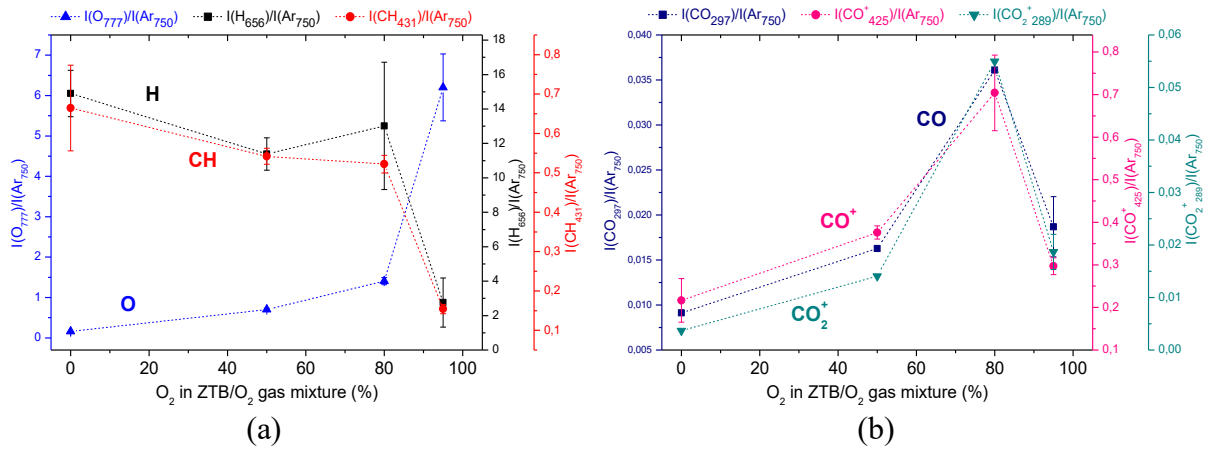 I(O777)/I(Ar750) I(H656)/I(Ar750) I(CH431)/I(Ar750)
7
6
5
4
3
2
1
0
I(O777)/I(Ar750)
H
CH
O
18
16
14
12
10
8
6
4
2
0
I(H656)/I(Ar750)
0,8
0,7
0,6
0,5
0,4
0,3
0,2
0,1
I(CH431)/I(Ar750)
0 20 40 60 80 100
O2 in ZTB/O2 gas mixture (%)
(a)
I(CO297)/I(Ar750) I(CO+425)/I(Ar750) I(CO2+289)/I(Ar750)
0,040
0,035
0,030
0,025
0,020
0,015
0,010
0,005
I(CO297)/I(Ar750)
CO
CO+
CO2+
0,8
0,7
0,6
0,5
0,4
0,3
0,2
0,1
I(CO+425)/I(Ar750)
0,06
0,05
0,04
0,03
0,02
0,01
0,00
I(CO2+289)/I(Ar750)
0 20 40 60 80 100
O2 in ZTB/O2 gas mixture (%)
(b)